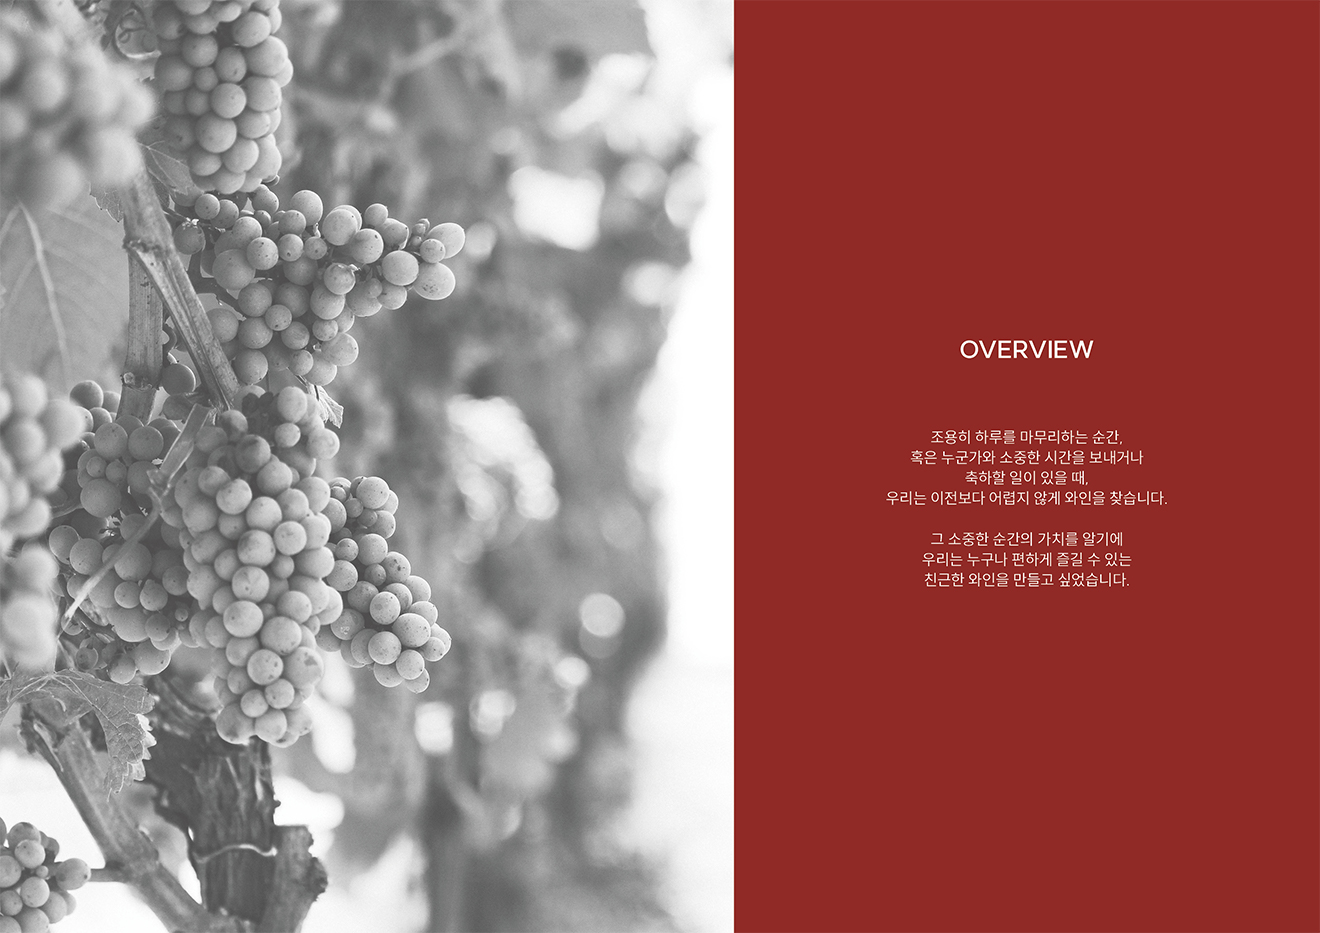 OVERVIEW
조용히 하루를 마무리하는 순간,
혹은 누군가와 소중한 시간을 보내거나
축하할 일이 있을 때,
우리는 이전보다 어렵지 않게 와인을 찾습니다.
그 소중한 순간의 가치를 알기에
우리는 누구나 편하게 즐길 수 있는
친근한 와인을 만들고 싶었습니다.